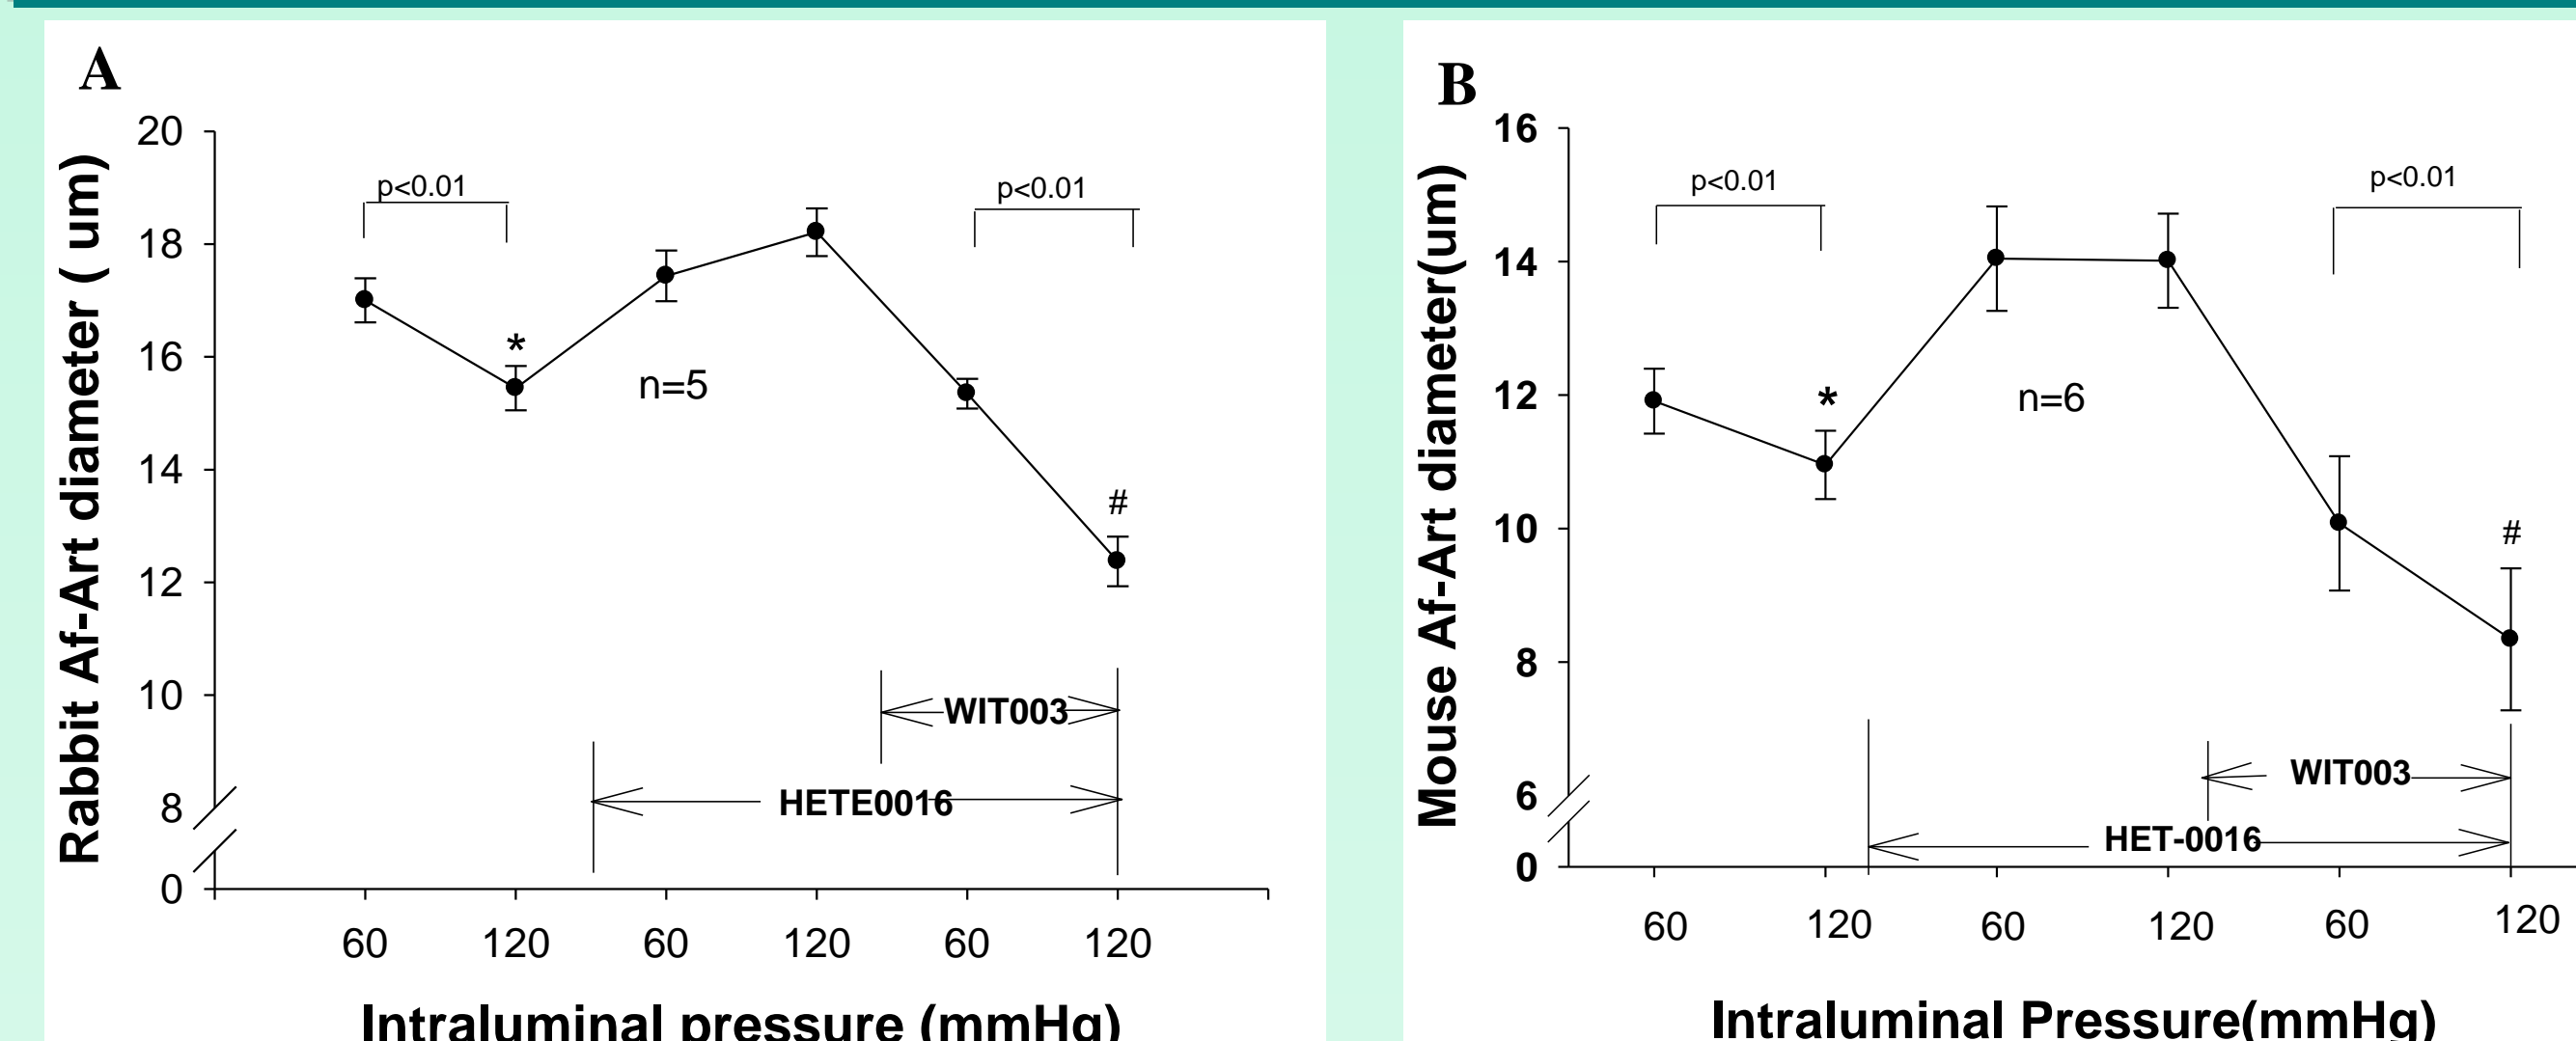 A
Rabbit Af-Art diameter ( um)
20
18
16
14
12
10
8
0
p<0.01
p<0.01
*
n=5
#
WIT003
HETE0016
60 120 60 120 60 120
Intraluminal pressure (mmHg)
B
Mouse Af-Art diameter(um)
16
14
12
10
8
6
0
p<0.01
p<0.01
*
n=6
#
WIT003
HET-0016
60 120 60 120 60 120
Intraluminal Pressure(mmHg)